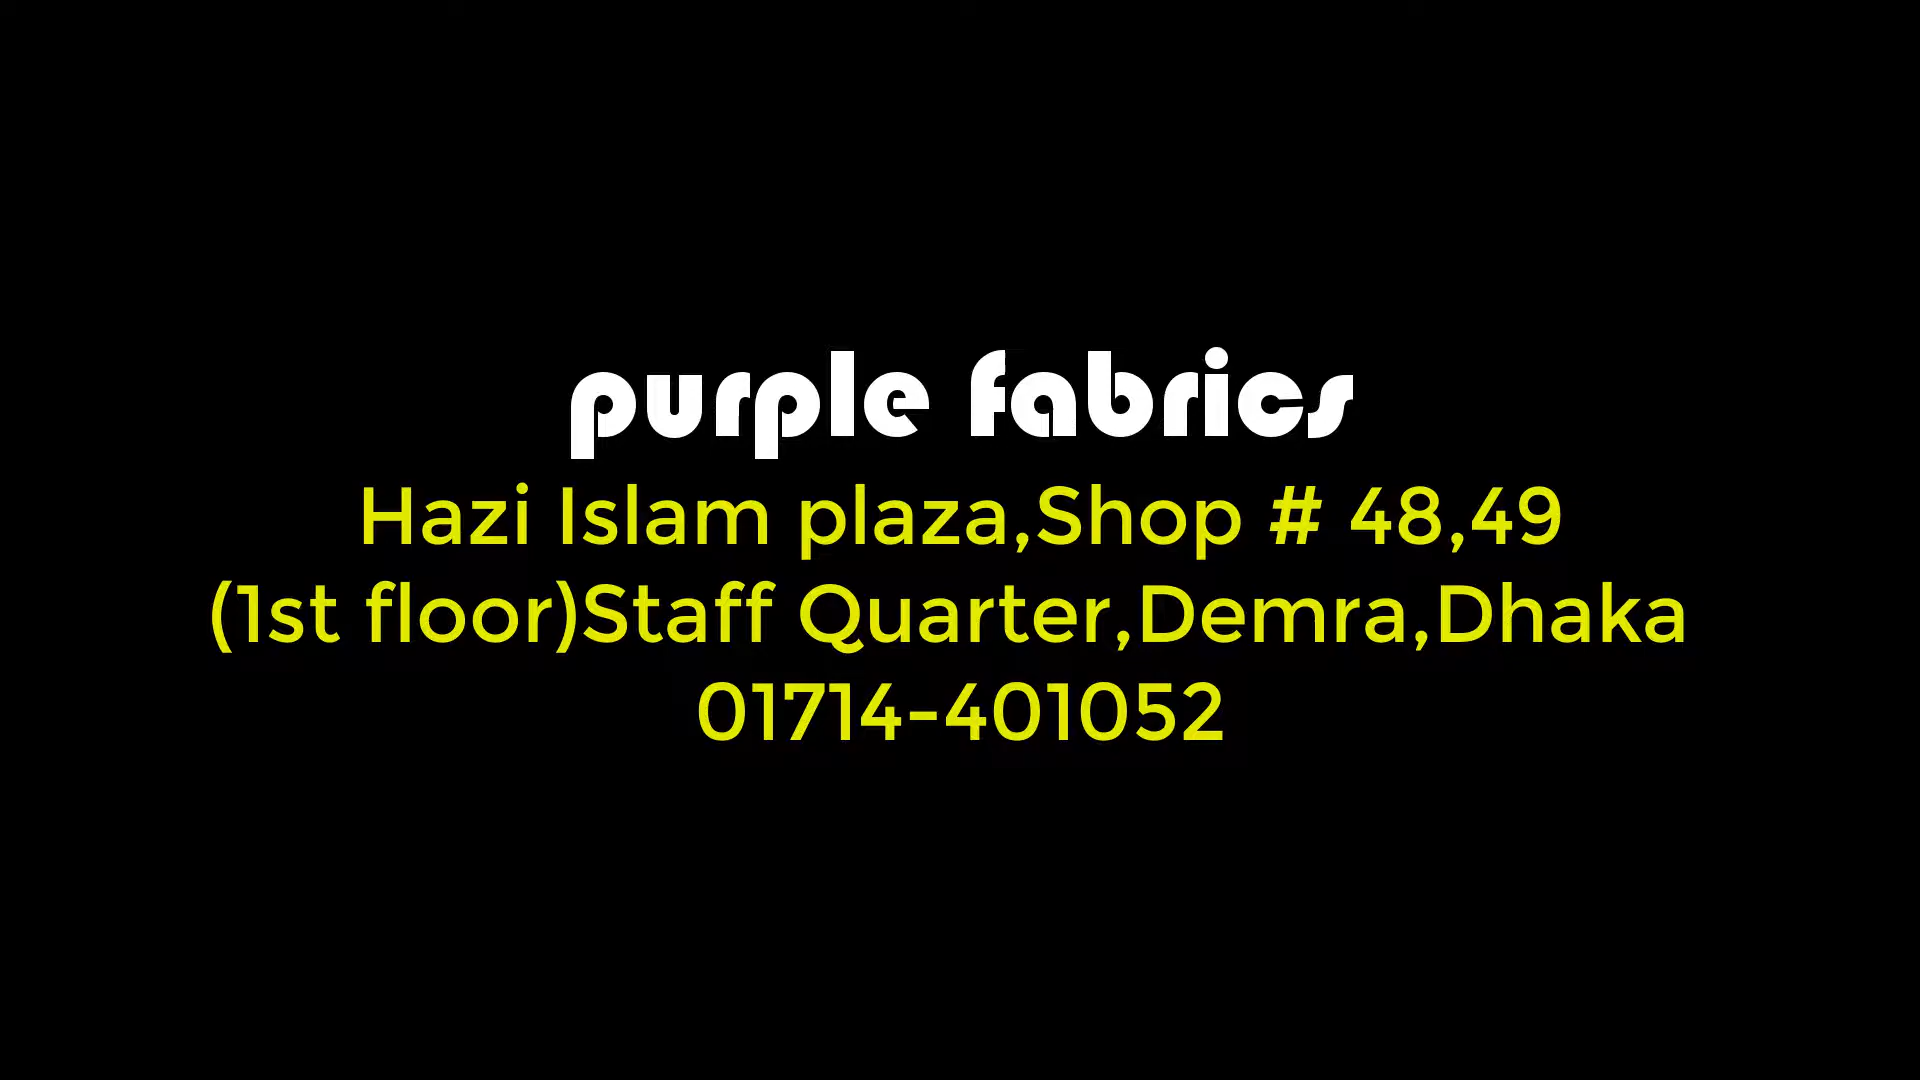 purple fabrics
Hazi Islam plaza,Shop # 48,49
(1st floor)Staff Quarter,Demra,Dhaka
01714-401052